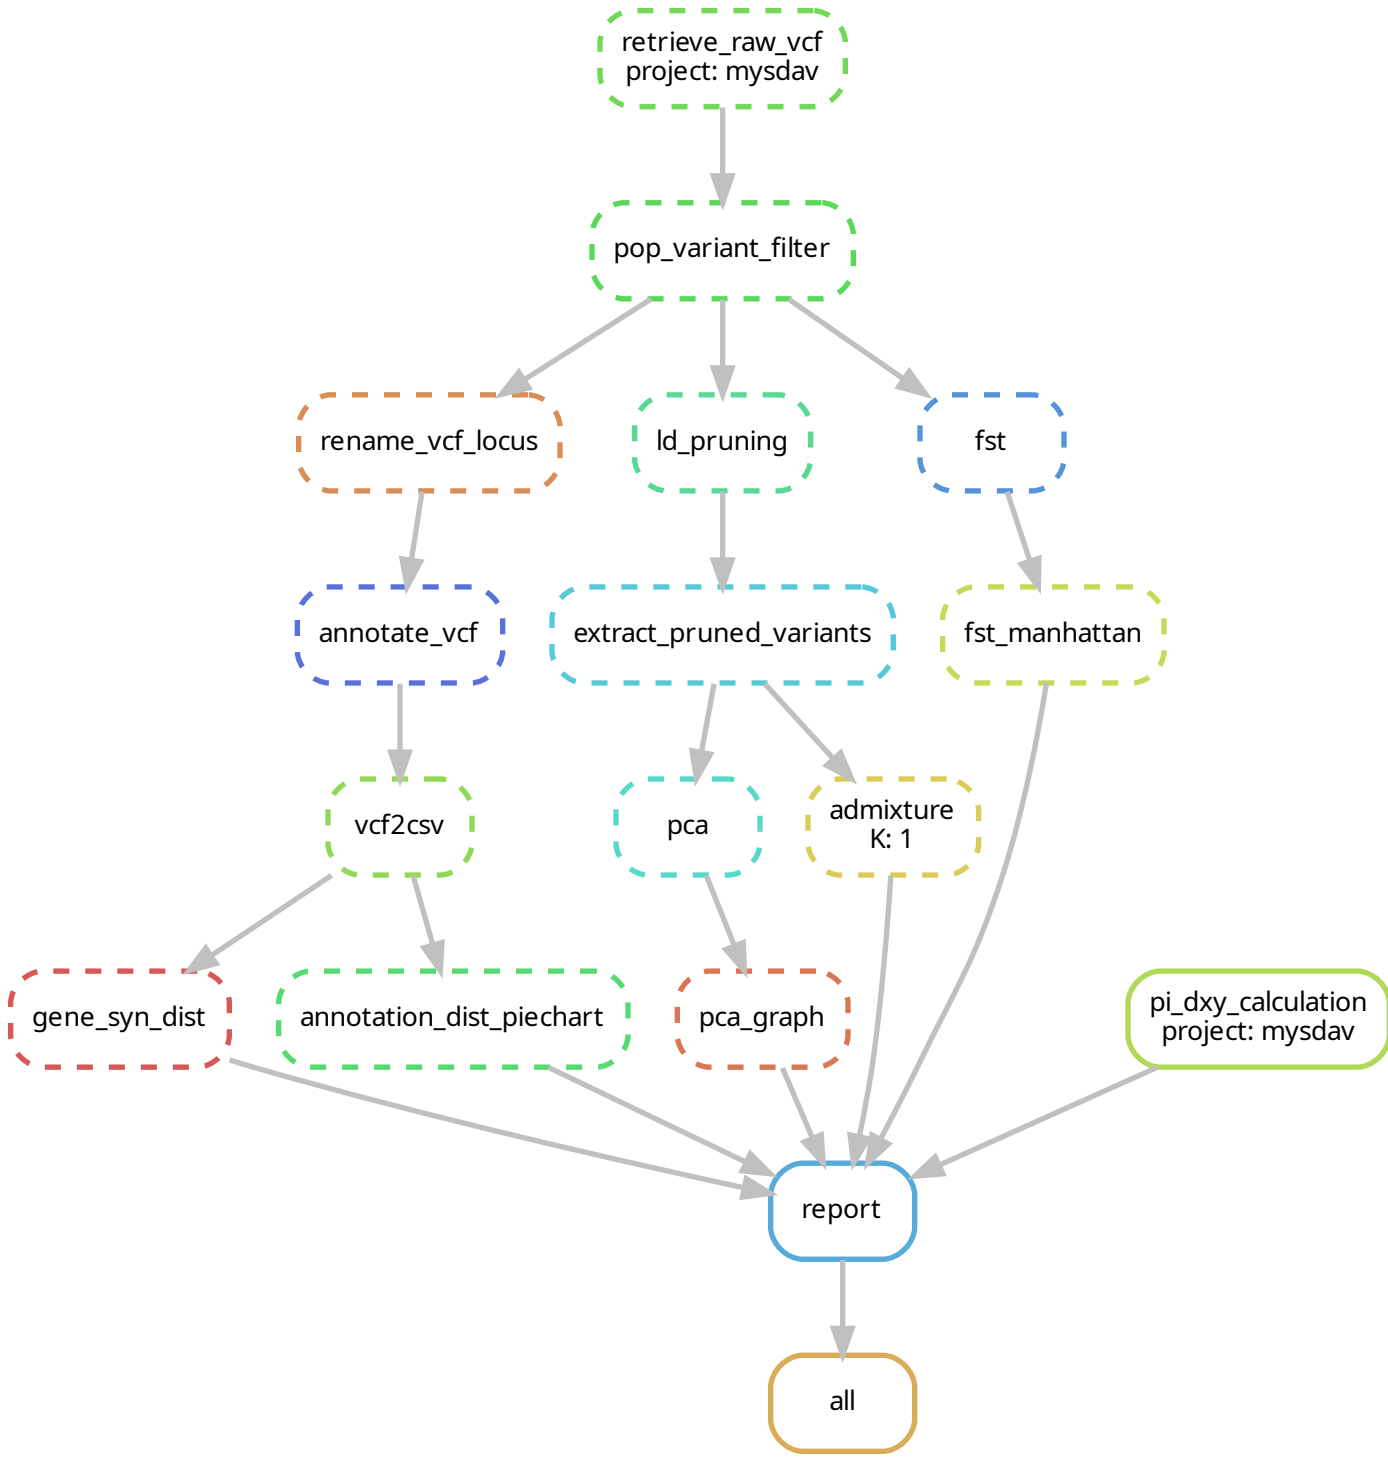 retrieve_raw_vcf
project: mysdav
pop_variant_filter
rename_vcf_locus
ld_pruning
fst
annotate_vcf
extract_pruned_variants
fst_manhattan
vcf2csv
pca
admixture
K: 1
gene_syn_dist
annotation_dist_piechart
pca_graph
pi_dxy_calculation
project: mysdav
report
all